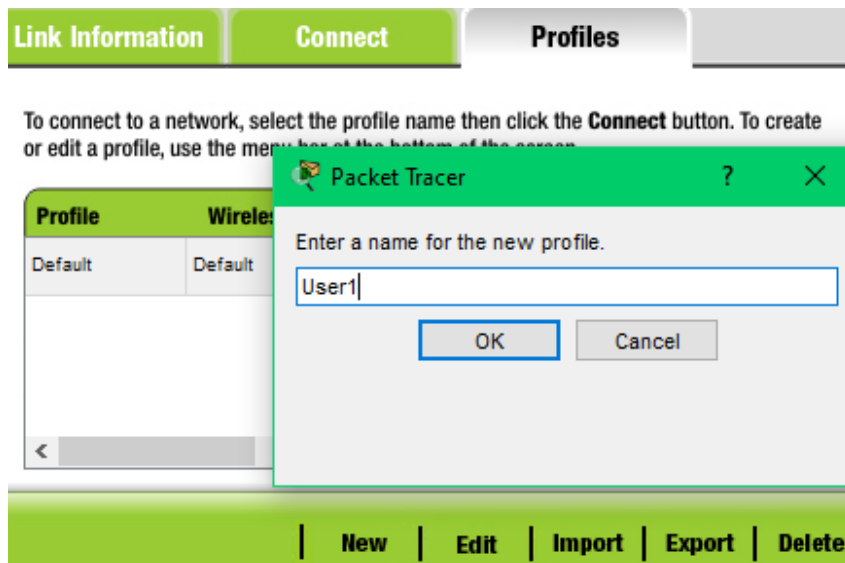 Link Information
Connect
Profiles
To connect to a network, select the profile name then click the Connect button. To create
or edit a profile, use the menu bar at the bottom of the screen
Packet Tracer
?
Profile
Default
Default
Enter a name for the new profile.
User1
OK
Cancel
New
Edit
Import
Export
Delete